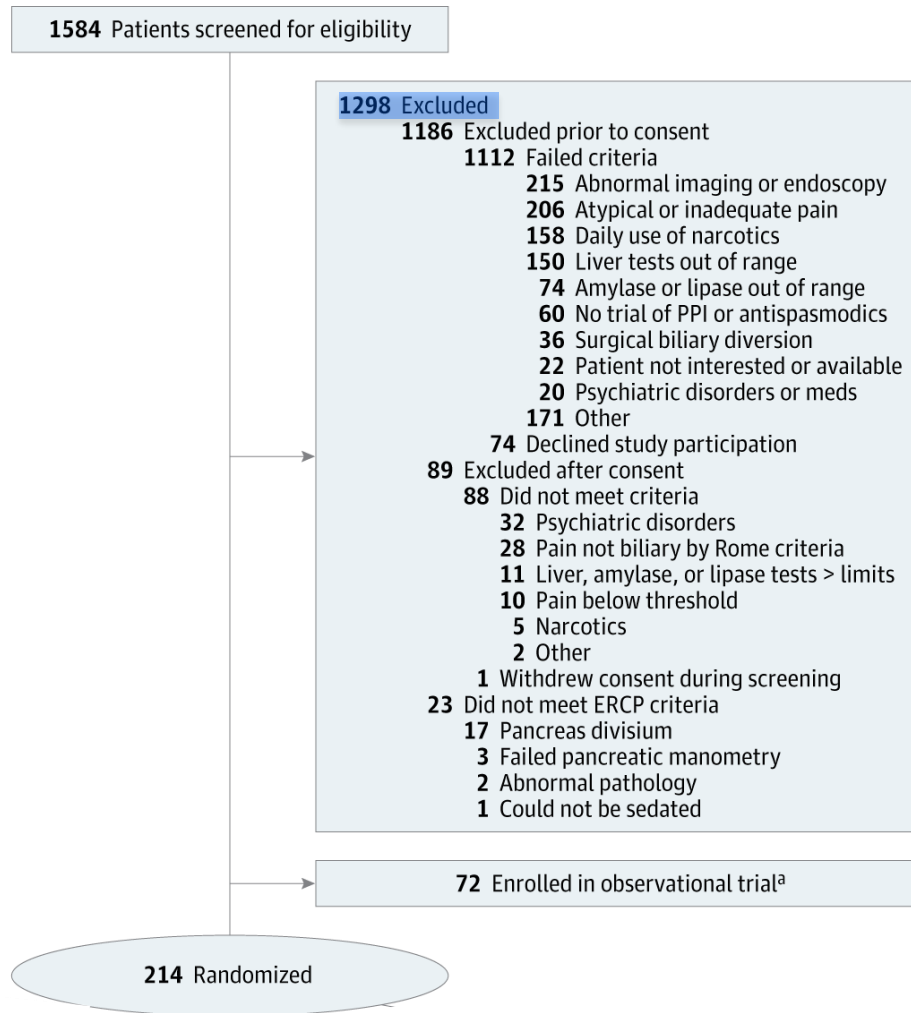 1584 Patients screened for eligibility
1298 Excluded
1186 Excluded prior to consent
1112 Failed criteria
215 Abnormal imaging or endoscopy
206 Atypical or inadequate pain
158 Daily use of narcotics
150 Liver tests out of range
74 Amylase or lipase out of range
60 No trial of PPI or antispasmodics
36 Surgical biliary diversion
22 Patient not interested or available
20 Psychiatric disorders or meds
171 Other
74 Declined study participation
89 Excluded after consent
88 Did not meet criteria
32 Psychiatric disorders
28 Pain not biliary by Rome criteria
11 Liver, amylase, or lipase tests > limits
10 Pain below threshold
5 Narcotics
2 Other
1 Withdrew consent during screening
23 Did not meet ERCP criteria
17 Pancreas divisium
3 Failed pancreatic manometry
2 Abnormal pathology
1 Could not be sedated
72 Enrolled in observational trialᵃ
214 Randomized